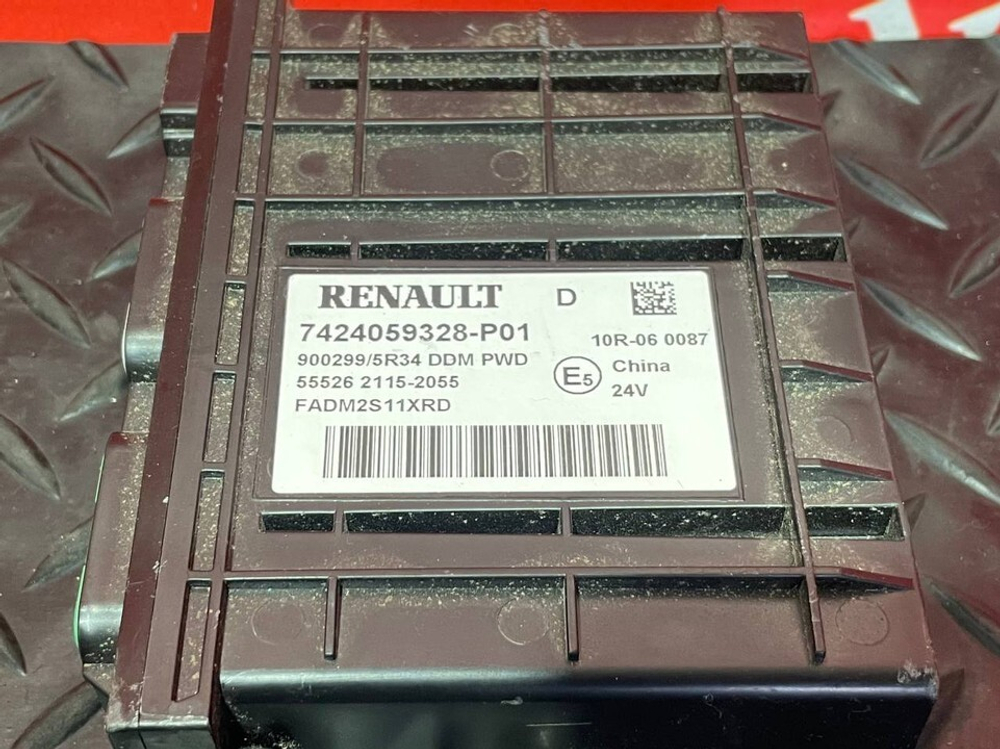 RENAULT D
7424059328-P01
10R-06 0087
900299/5R34 DDM PWD
E5 China
55526 2115-2055
24V
FADM2S11XRD